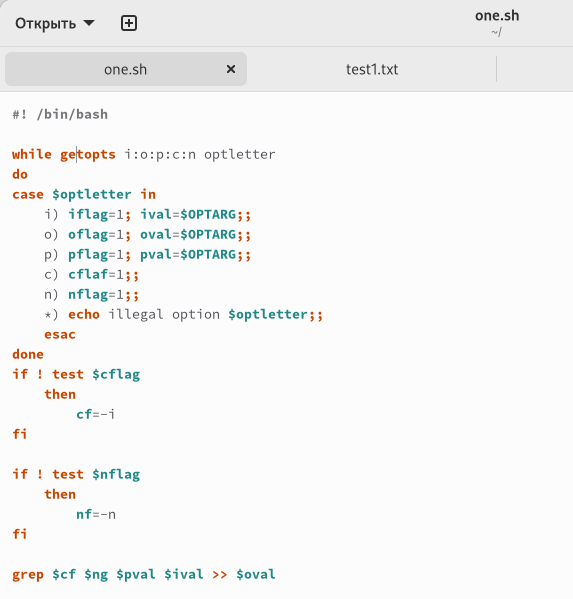 Открыть
one.sh
~/
one.sh
test1.txt
#! /bin/bash
while getopts i:o:p:c:n optletter
do
case $optletter in
    i) iflag=1; ival=$OPTARG;;
    o) oflag=1; oval=$OPTARG;;
    p) pflag=1; pval=$OPTARG;;
    c) cflaf=1;;
    n) nflag=1;;
    *) echo illegal option $optletter;;
    esac
done
if ! test $cflag
    then
        cf=-i
fi
if ! test $nflag
    then
        nf=-n
fi
grep $cf $ng $pval $ival >> $oval